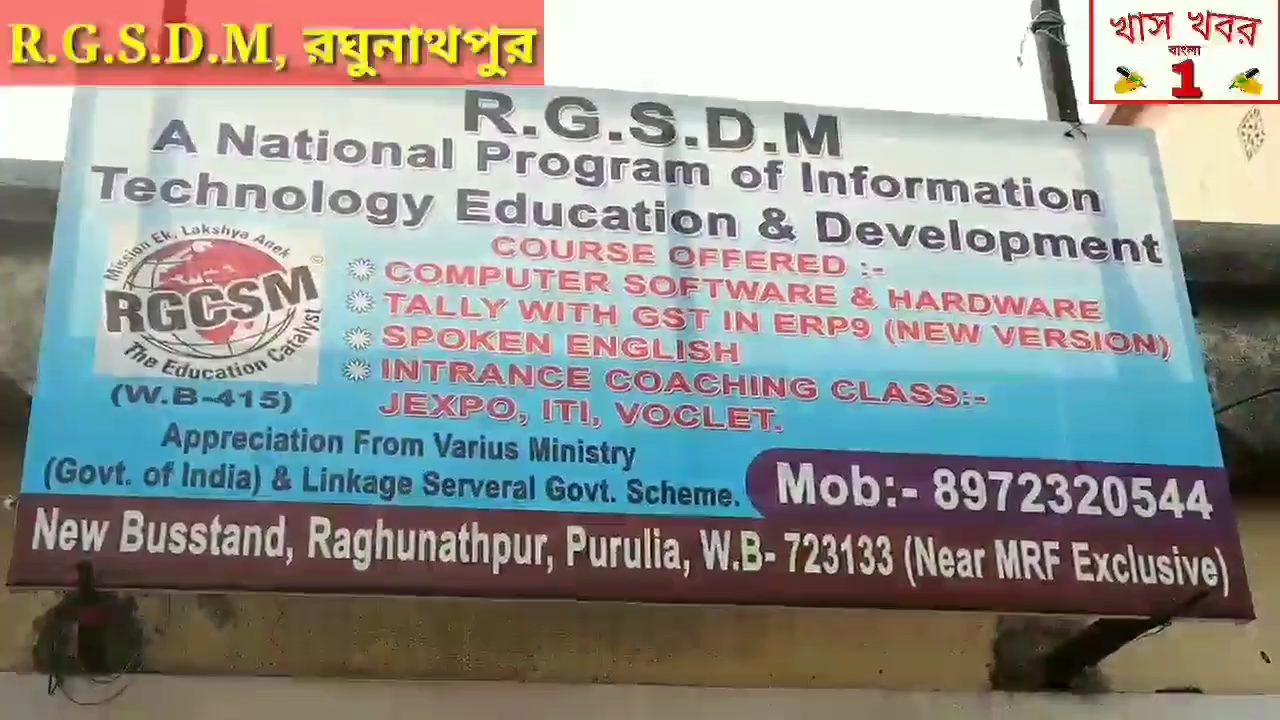 R.G.S.D.M, রঘুনাথপুর
খাস খবর
বাংলা
1
R.G.S.D.M
A National Program of Information
Technology Education & Development
Mission Ek, Lakshya Anek
©
RGCSM
The Education Catalyst
(W.B-415)
COURSE OFFERED :-
COMPUTER SOFTWARE & HARDWARE
TALLY WITH GST IN ERP9 (NEW VERSION)
SPOKEN ENGLISH
INTRANCE COACHING CLASS:-
JEXPO, ITI, VOCLET.
Appreciation From Varius Ministry
(Govt. of India) & Linkage Serveral Govt. Scheme.
Mob:- 8972320544
New Busstand, Raghunathpur, Purulia, W.B- 723133 (Near MRF Exclusive)